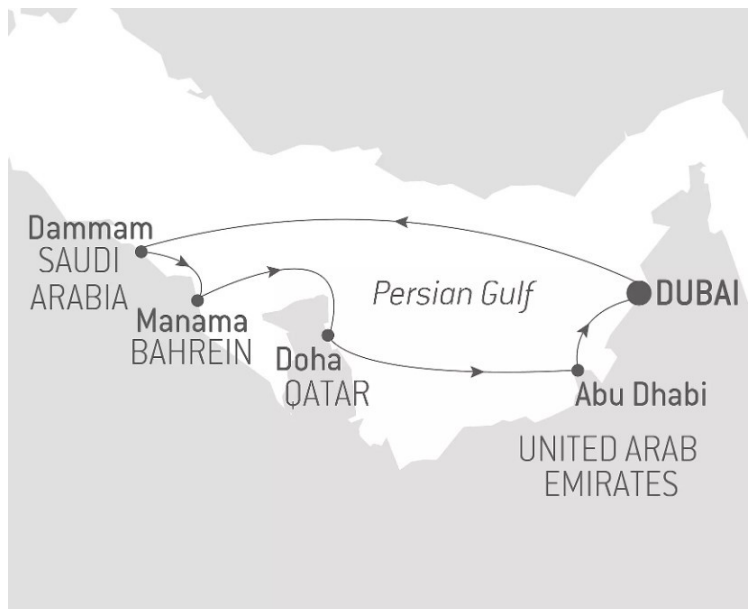 Dammam
SAUDI
ARABIA
Manama
BAHREIN
Doha
QATAR
Persian Gulf
DUBAI
Abu Dhabi
UNITED ARAB
EMIRATES